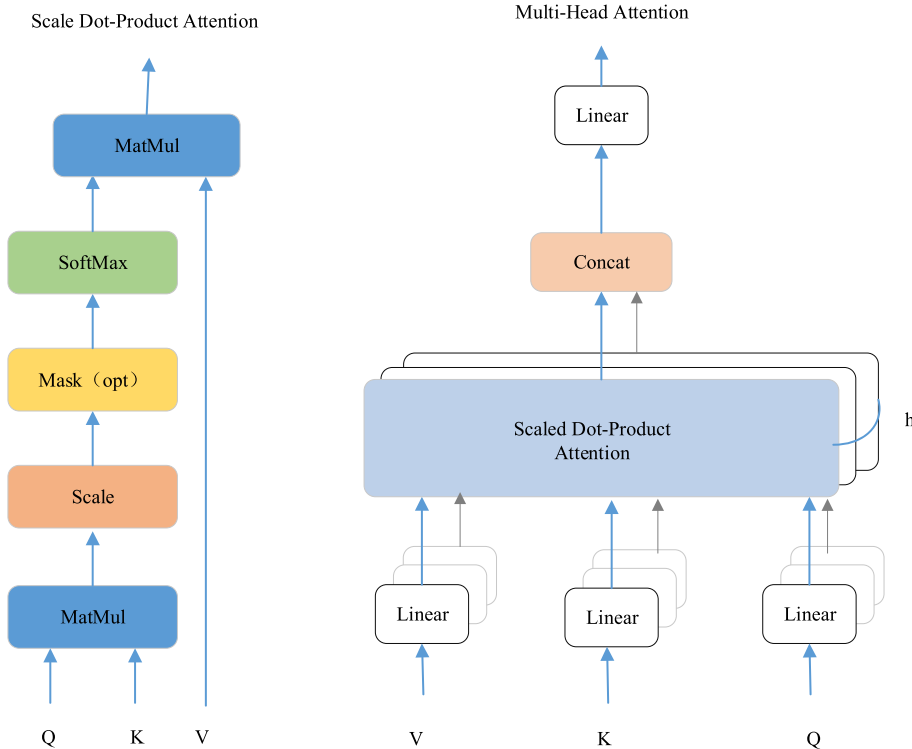 Scale Dot-Product Attention
MatMul
SoftMax
Mask（opt）
Scale
MatMul
Q
K
V
Multi-Head Attention
Linear
Concat
Scaled Dot-Product
Attention
h
Linear
Linear
Linear
V
K
Q